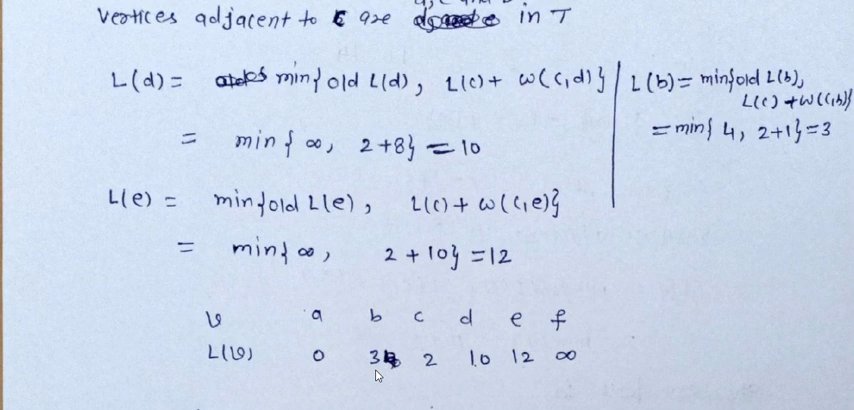 d, e and b
Vertices adjacent to c are in T
L(d) = min{ old L(d), L(c) + w(c,d)}
= min{ ∞, 2+8} = 10
L(e) = min{old L(e), L(c) + w(c,e)}
= min{ ∞, 2 + 10} = 12
L(b) = min{old L(b),
L(c) + w(c,b)}
= min{ 4, 2+1} = 3
v a b c d e f
L(v) 0 3 2 10 12 ∞